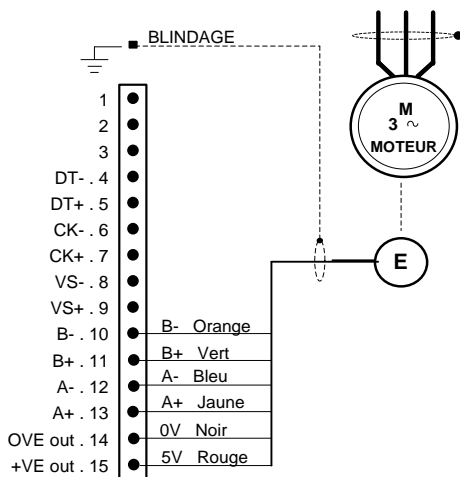 BLINDAGE
M
3 ~
MOTEUR
E
1
2
3
DT- . 4
DT+ . 5
CK- . 6
CK+ . 7
VS- . 8
VS+ . 9
B- . 10 B- Orange
B+ . 11 B+ Vert
A- . 12 A- Bleu
A+ . 13 A+ Jaune
OVE out . 14 0V Noir
+VE out . 15 5V Rouge